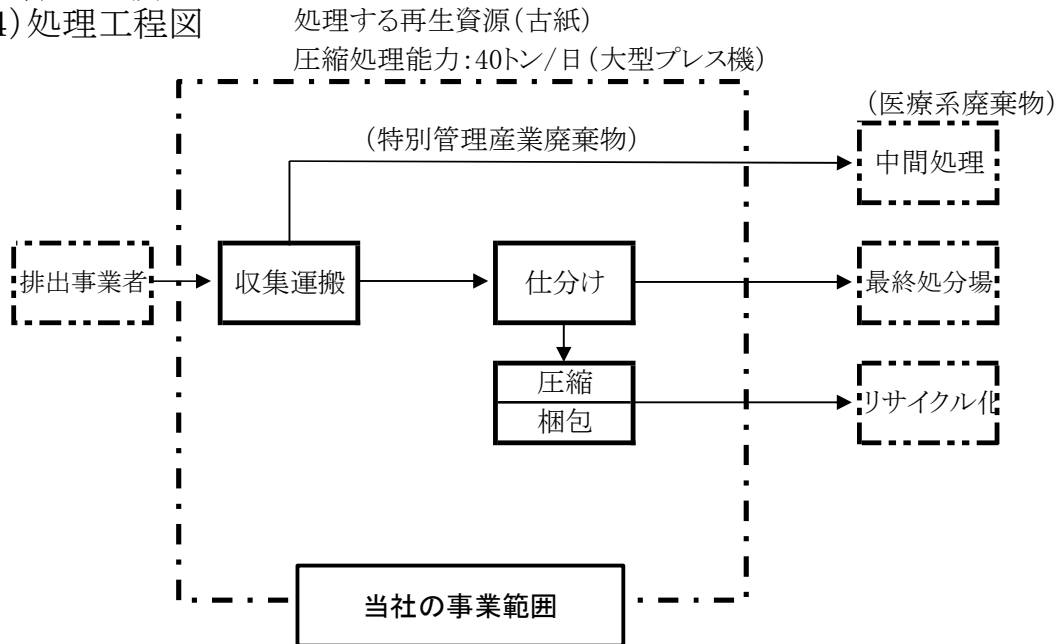 4)処理工程図
処理する再生資源(古紙)
圧縮処理能力:40トン/日(大型プレス機)
(医療系廃棄物)
(特別管理産業廃棄物)
中間処理
排出事業者
収集運搬
仕分け
最終処分場
圧縮
梱包
リサイクル化
当社の事業範囲